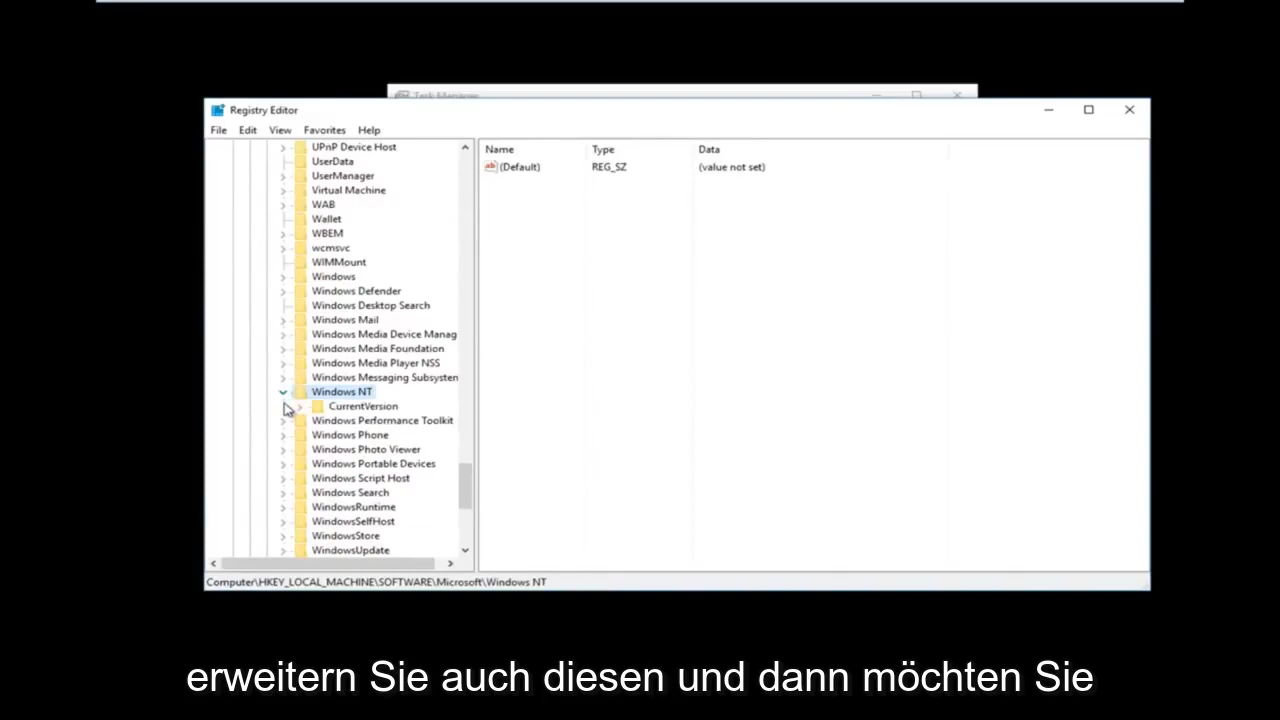 Task Manager
Registry Editor
File Edit View Favorites Help
UPnP Device Host
UserData
UserManager
Virtual Machine
WAB
Wallet
WBEM
wcmsvc
WIMMount
Windows
Windows Defender
Windows Desktop Search
Windows Mail
Windows Media Device Manag
Windows Media Foundation
Windows Media Player NSS
Windows Messaging Subsysten
Windows NT
CurrentVersion
Windows Performance Toolkit
Windows Phone
Windows Photo Viewer
Windows Portable Devices
Windows Script Host
Windows Search
WindowsRuntime
WindowsSelfHost
WindowsStore
WindowsUpdate
Name Type Data
(Default) REG_SZ (value not set)
Computer\HKEY_LOCAL_MACHINE\SOFTWARE\Microsoft\Windows NT
erweitern Sie auch diesen und dann möchten Sie